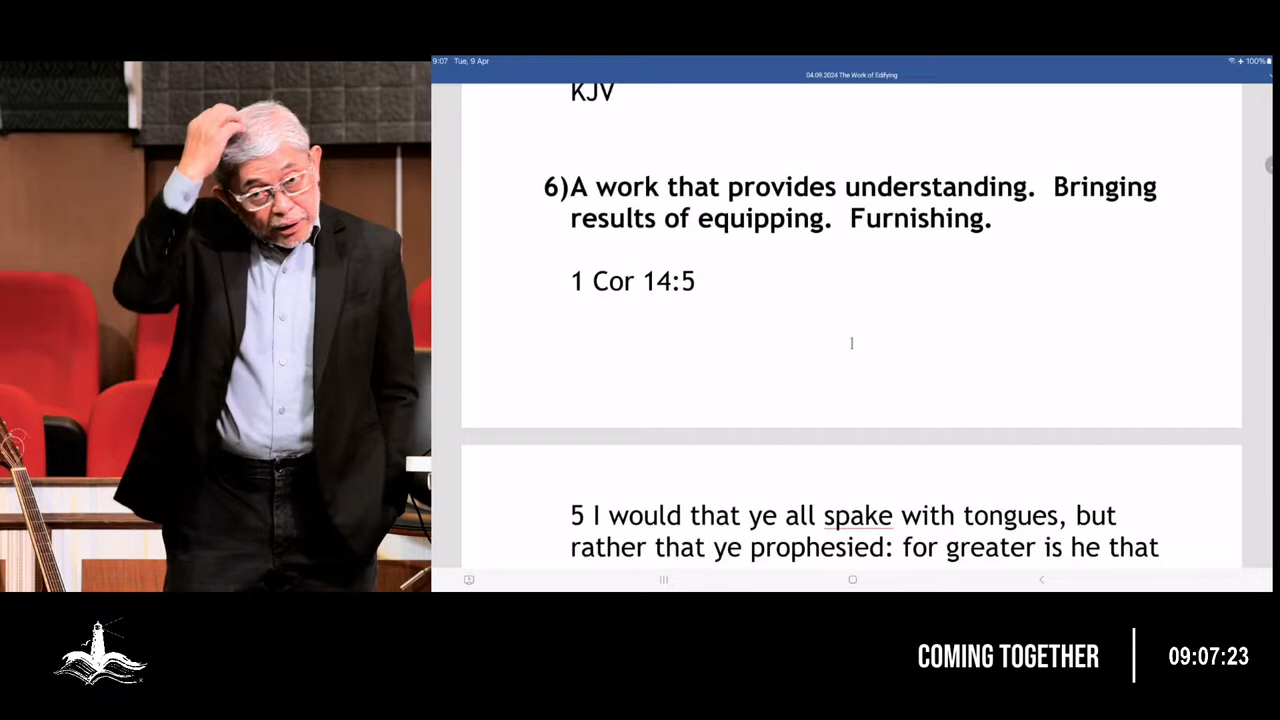 9:07 Tue, 9 Apr
100%
04.09.2024 The Work of Edifying
KJV
6)A work that provides understanding. Bringing
results of equipping. Furnishing.
1 Cor 14:5
5 I would that ye all spake with tongues, but
rather that ye prophesied: for greater is he that
COMING TOGETHER
09:07:23